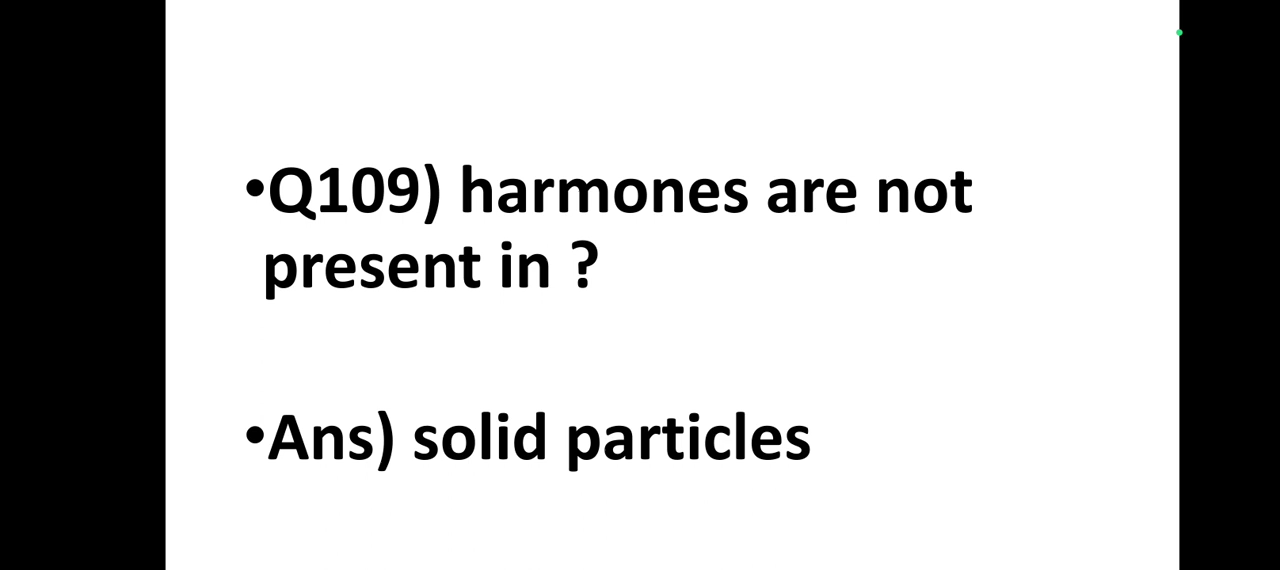 •Q109) harmones are not
present in ?
•Ans) solid particles